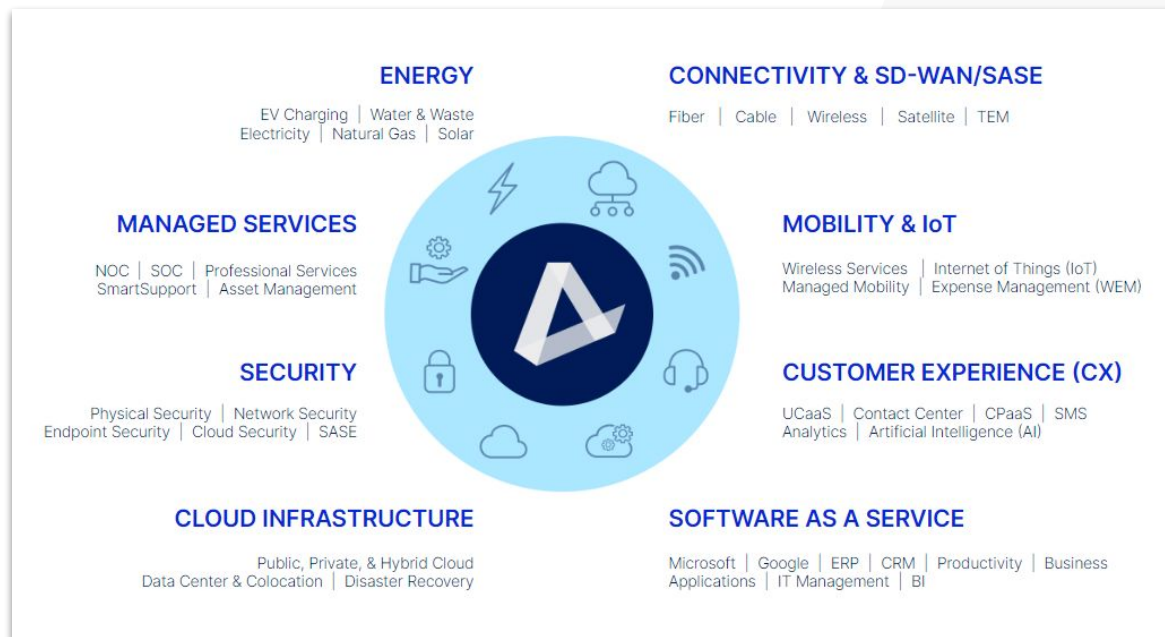 ENERGY
EV Charging | Water & Waste
Electricity | Natural Gas | Solar
CONNECTIVITY & SD-WAN/SASE
Fiber | Cable | Wireless | Satellite | TEM
MANAGED SERVICES
NOC | SOC | Professional Services
SmartSupport | Asset Management
MOBILITY & IoT
Wireless Services | Internet of Things (IoT)
Managed Mobility | Expense Management (WEM)
SECURITY
Physical Security | Network Security
Endpoint Security | Cloud Security | SASE
CUSTOMER EXPERIENCE (CX)
UCaaS | Contact Center | CPaaS | SMS
Analytics | Artificial Intelligence (AI)
CLOUD INFRASTRUCTURE
Public, Private, & Hybrid Cloud
Data Center & Colocation | Disaster Recovery
SOFTWARE AS A SERVICE
Microsoft | Google | ERP | CRM | Productivity | Business
Applications | IT Management | BI